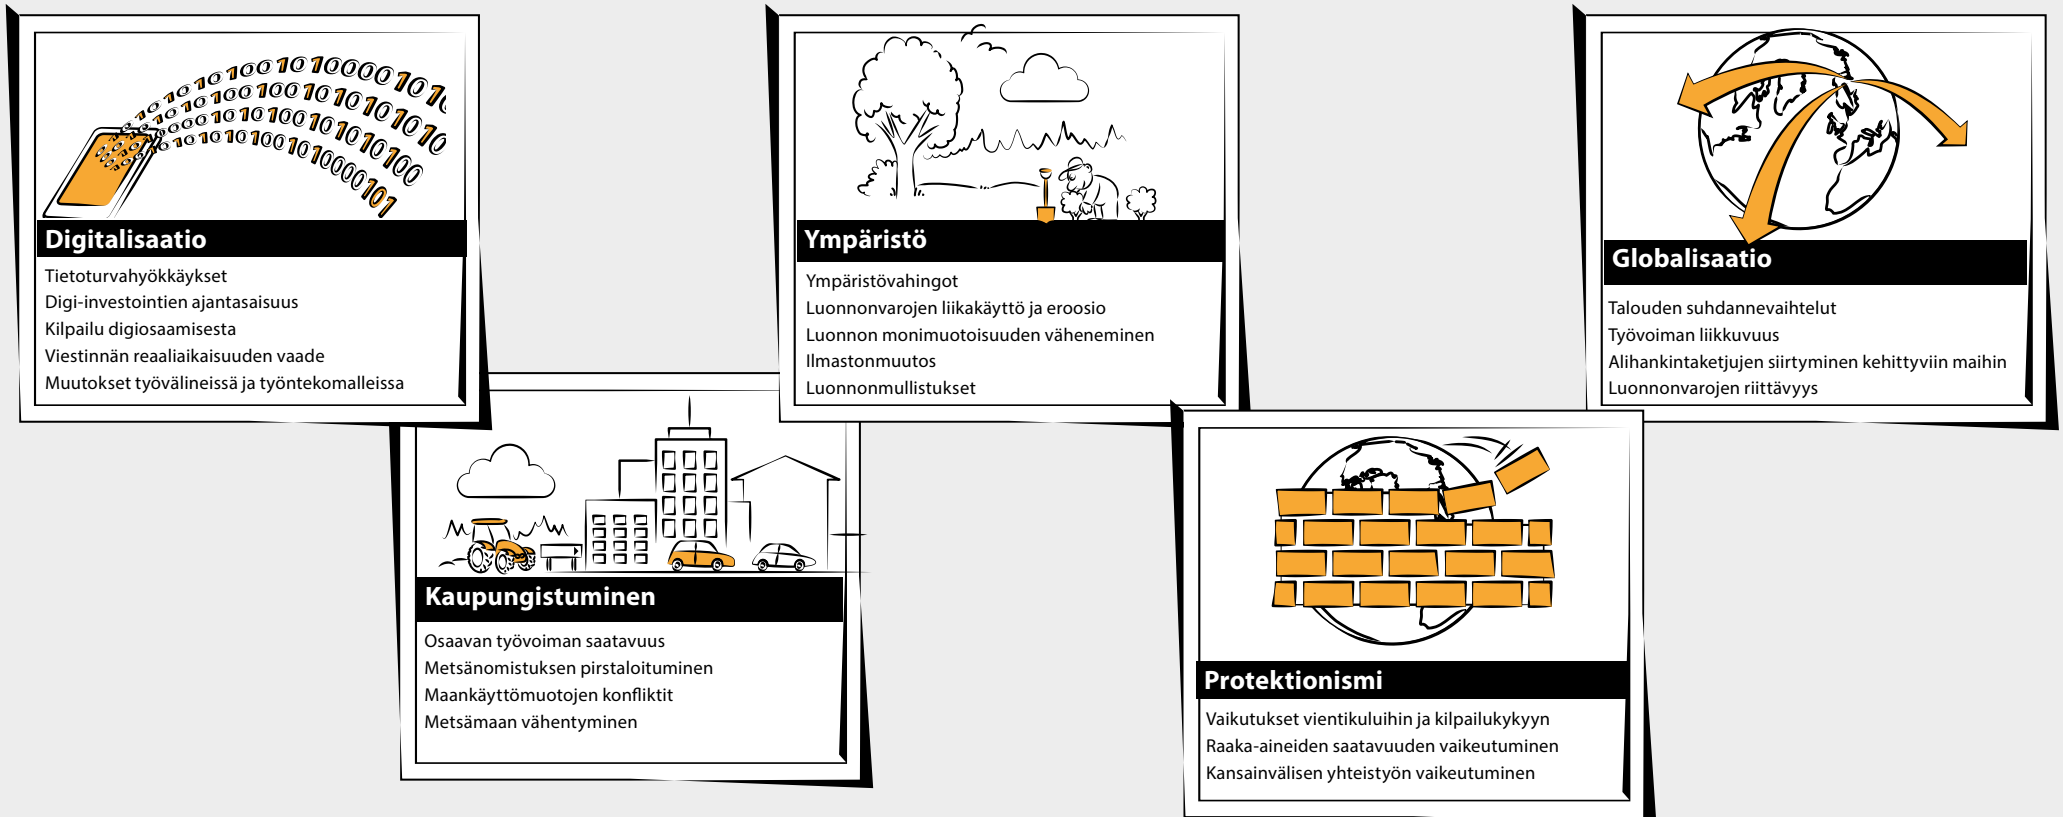 Digitalisaatio
Tietoturvahyökkäykset
Digi-investointien ajantasaisuus
Kilpailu digiosaamisesta
Viestinnän reaaliaikaisuuden vaade
Muutokset työvälineissä ja työntekomalleissa
Kaupungistuminen
Osaavan työvoiman saatavuus
Metsänomistuksen pirstaloituminen
Maankäyttömuotojen konfliktit
Metsämaan vähentyminen
Ympäristö
Ympäristövahingot
Luonnonvarojen liikakäyttö ja eroosio
Luonnon monimuotoisuuden väheneminen
Ilmastonmuutos
Luonnonmullistukset
Protektionismi
Vaikutukset vientikuluihin ja kilpailukykyyn
Raaka-aineiden saatavuuden vaikeutuminen
Kansainvälisen yhteistyön vaikeutuminen
Globalisaatio
Talouden suhdannevaihtelut
Työvoiman liikkuvuus
Alihankintaketjujen siirtyminen kehittyviin maihin
Luonnonvarojen riittävyys